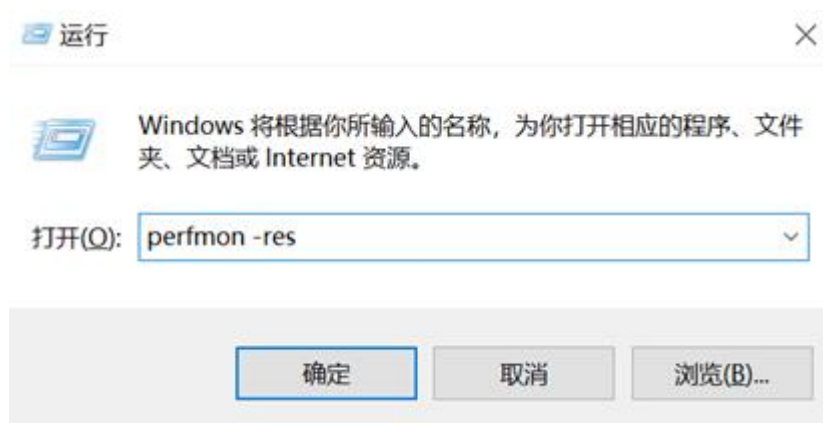 运行
Windows 将根据你所输入的名称，为你打开相应的程序、文件
夹、文档或 Internet 资源。
打开(O): perfmon -res
确定 取消 浏览(B)...